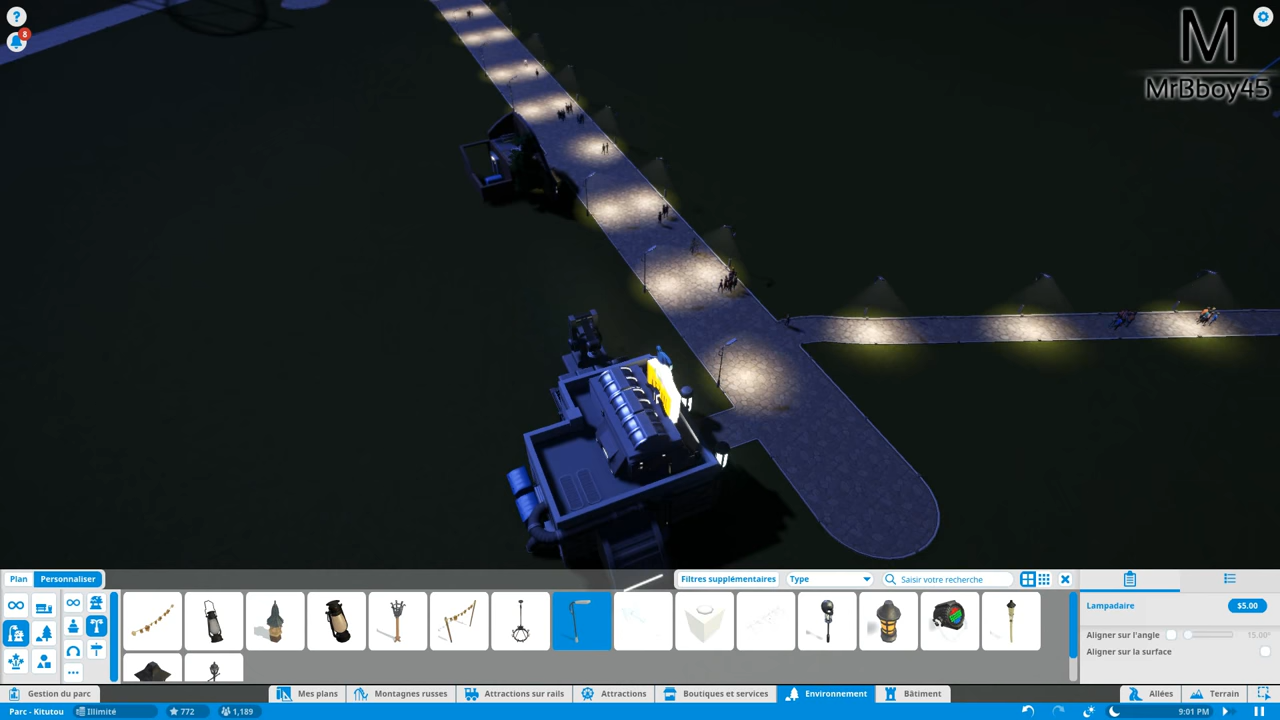 ?
8
M
MrBboy45
Plan
Personnaliser
Filtres supplémentaires
Type
Saisir votre recherche
Lampadaire
$5.00
Aligner sur l'angle
15.00°
Aligner sur la surface
Gestion du parc
Mes plans
Montagnes russes
Attractions sur rails
Attractions
Boutiques et services
Environnement
Bâtiment
Allées
Terrain
Parc - Kitutou
Illimité
772
1,189
9:01 PM